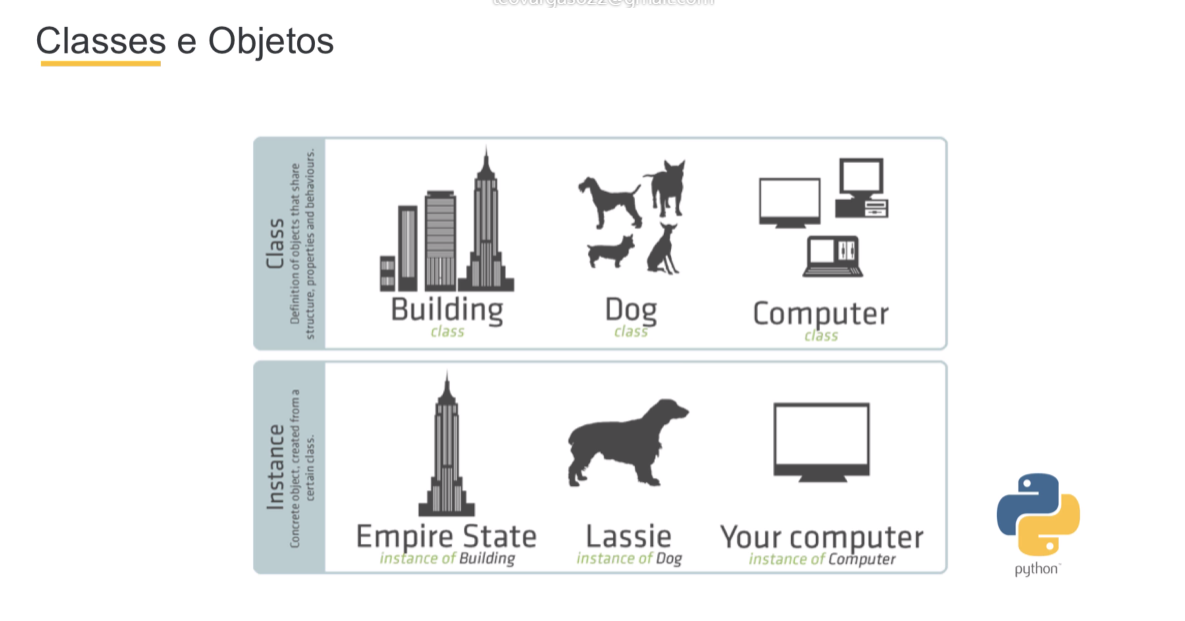 Classes e Objetos
Class
Definition of objects that share
structure, properties and behaviours.
Building
class
Dog
class
Computer
class
Instance
Concrete object, created from a
certain class.
Empire State
instance of Building
Lassie
instance of Dog
Your computer
instance of Computer
python